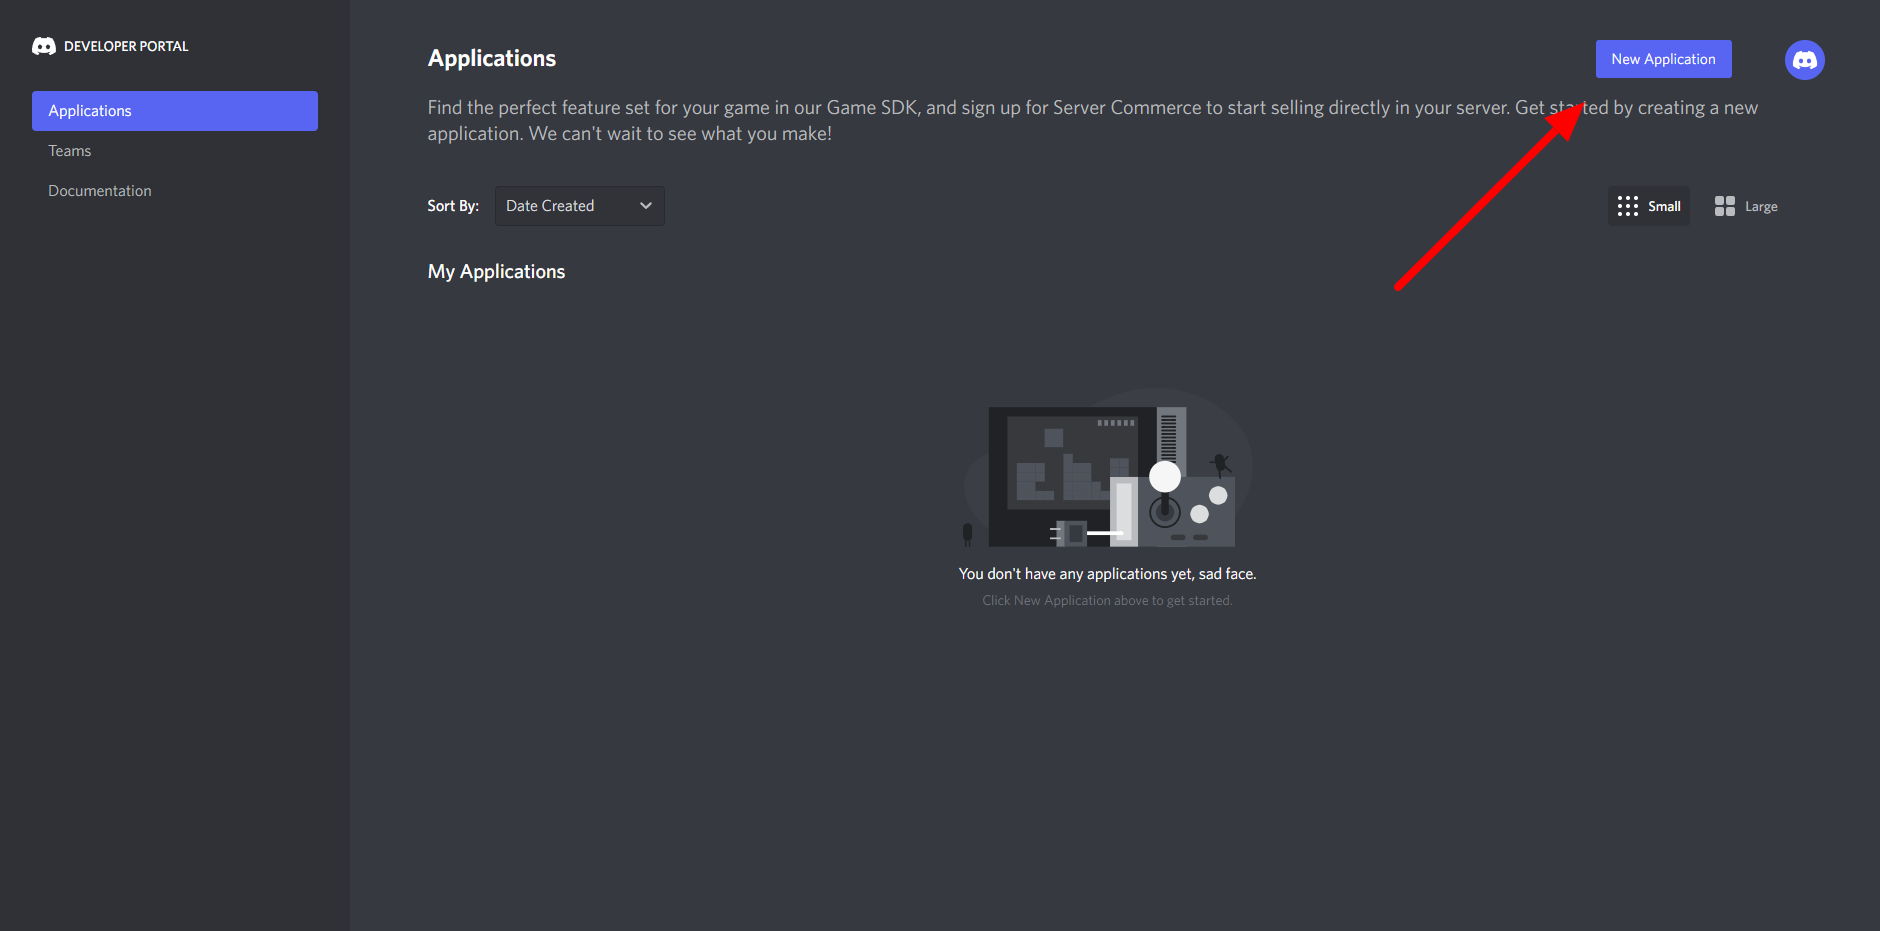 DEVELOPER PORTAL
Applications
Teams
Documentation
Applications
New Application
Find the perfect feature set for your game in our Game SDK, and sign up for Server Commerce to start selling directly in your server. Get started by creating a new
application. We can't wait to see what you make!
Sort By: Date Created
Small Large
My Applications
You don't have any applications yet, sad face.
Click New Application above to get started.